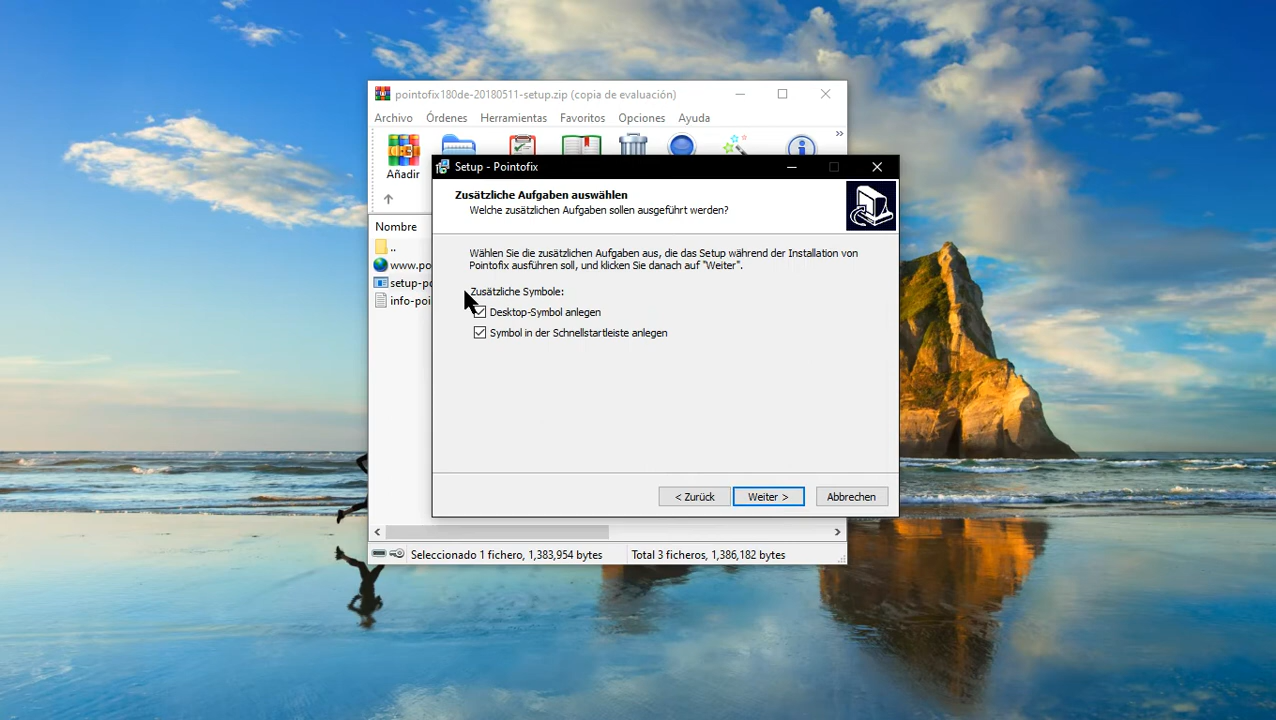 pointofix180de-20180511-setup.zip (copia de evaluación)
Archivo Órdenes Herramientas Favoritos Opciones Ayuda
»
Añadir
Setup - Pointofix
Zusätzliche Aufgaben auswählen
Welche zusätzlichen Aufgaben sollen ausgeführt werden?
Nombre
..
www.po
setup-po
info-poi
Wählen Sie die zusätzlichen Aufgaben aus, die das Setup während der Installation von
Pointofix ausführen soll, und klicken Sie danach auf "Weiter".
Zusätzliche Symbole:
Desktop-Symbol anlegen
Symbol in der Schnellstartleiste anlegen
< Zurück Weiter > Abbrechen
Seleccionado 1 fichero, 1,383,954 bytes Total 3 ficheros, 1,386,182 bytes